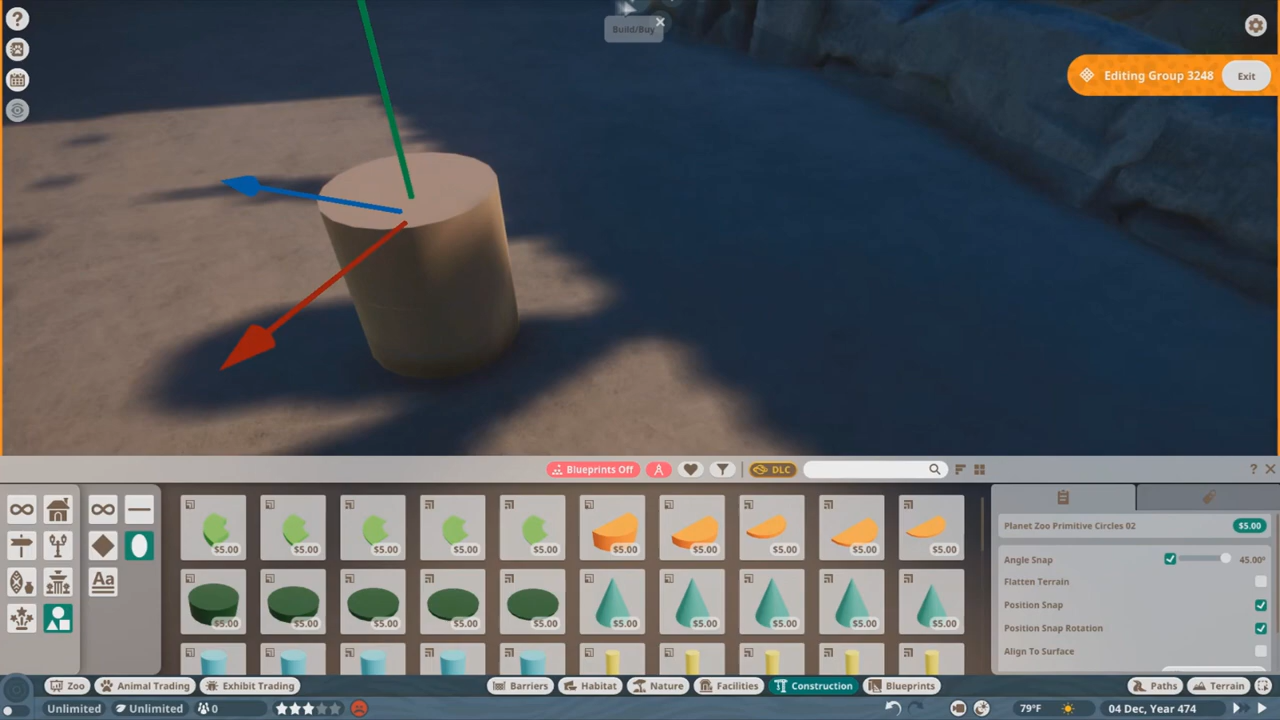 Build/Buy
Editing Group 3248
Exit
Blueprints Off
DLC
$5.00 $5.00 $5.00 $5.00 $5.00 $5.00 $5.00 $5.00 $5.00 $5.00
$5.00 $5.00 $5.00 $5.00 $5.00 $5.00 $5.00 $5.00 $5.00 $5.00
Aa
Planet Zoo Primitive Circles 02 $5.00
Angle Snap 45.00°
Flatten Terrain
Position Snap
Position Snap Rotation
Align To Surface
Zoo Animal Trading Exhibit Trading Barriers Habitat Nature Facilities Construction Blueprints Paths Terrain
Unlimited Unlimited 0 79°F 04 Dec, Year 474